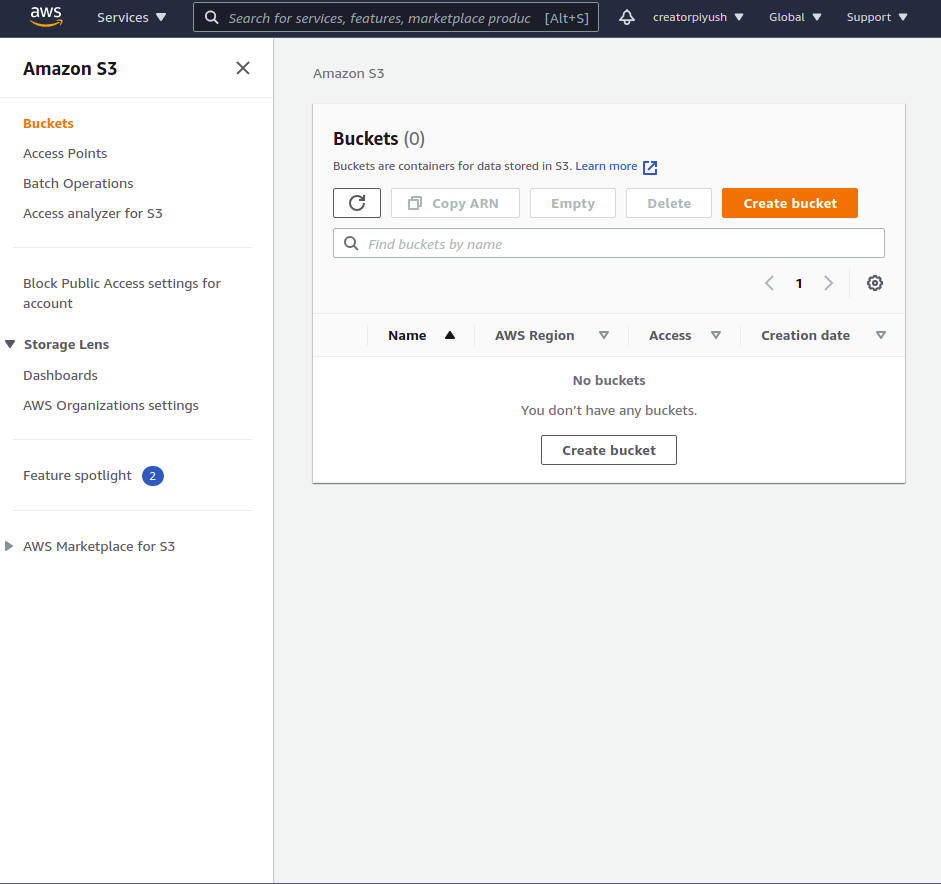 aws Services Search for services, features, marketplace produc [Alt+S] creatorpiyush Global Support
Amazon S3
Buckets
Access Points
Batch Operations
Access analyzer for S3
Block Public Access settings for
account
Storage Lens
Dashboards
AWS Organizations settings
Feature spotlight 2
AWS Marketplace for S3
Amazon S3
Buckets (0)
Buckets are containers for data stored in S3. Learn more
Copy ARN Empty Delete Create bucket
Find buckets by name
1
Name AWS Region Access Creation date
No buckets
You don’t have any buckets.
Create bucket